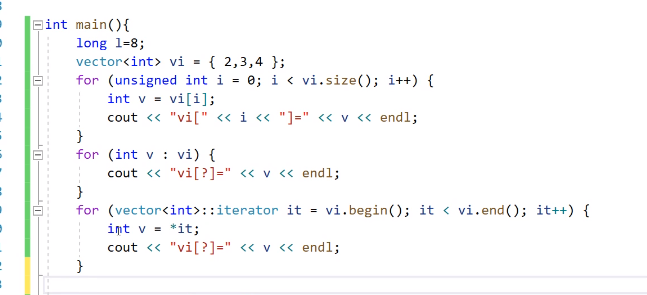 int main(){
long l=8;
vector<int> vi = { 2,3,4 };
for (unsigned int i = 0; i < vi.size(); i++) {
int v = vi[i];
cout << "vi[" << i << "]=" << v << endl;
}
for (int v : vi) {
cout << "vi[?]=" << v << endl;
}
for (vector<int>::iterator it = vi.begin(); it < vi.end(); it++) {
int v = *it;
cout << "vi[?]=" << v << endl;
}